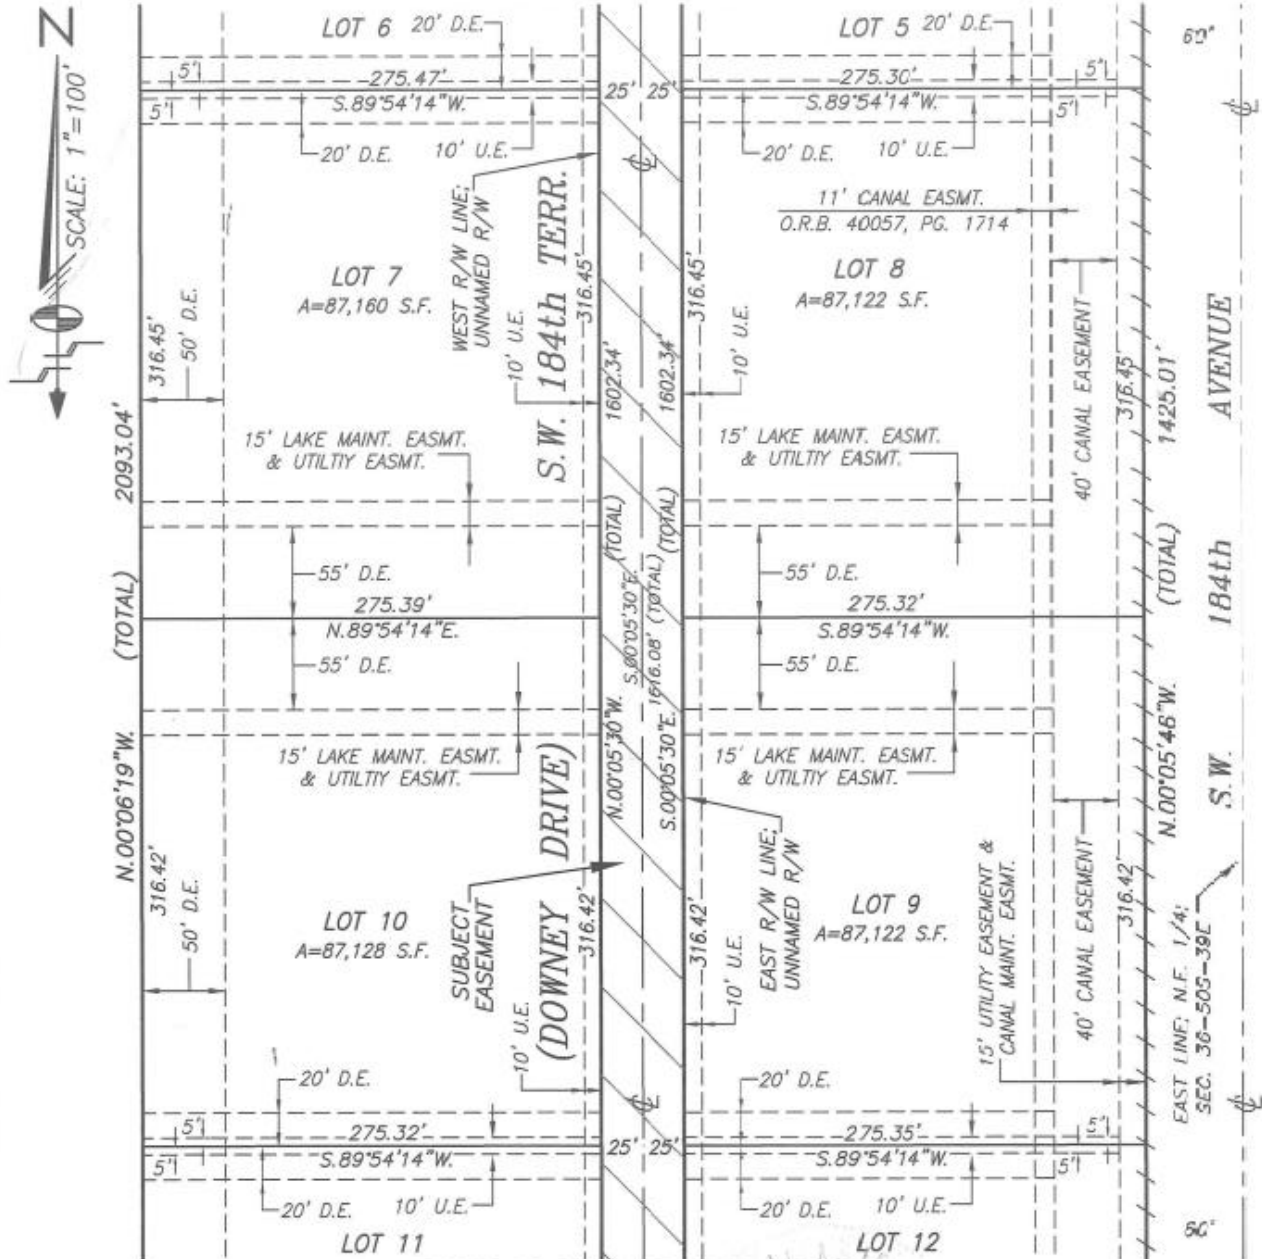 Z
SCALE: 1"=100'
LOT 6
20' D.E.
LOT 5
20' D.E.
60'
5'
275.47'
25'
25'
275.30'
5'
5'
S.89°54'14"W.
S.89°54'14"W.
5'
20' D.E.
10' U.E.
20' D.E.
10' U.E.
WEST R/W LINE;
UNNAMED R/W
S.W. 184th TERR.
11' CANAL EASMT.
O.R.B. 40057, PG. 1714
LOT 7
A=87,160 S.F.
LOT 8
A=87,122 S.F.
316.45'
50' D.E.
10' U.E.
316.45'
1602.34'
1602.34'
316.45'
10' U.E.
40' CANAL EASEMENT
316.45'
1425.01'
AVENUE
2093.04'
15' LAKE MAINT. EASMT.
& UTILTIY EASMT.
15' LAKE MAINT. EASMT.
& UTILTIY EASMT.
(TOTAL)
(TOTAL)
(TOTAL)
(TOTAL)
184th
55' D.E.
55' D.E.
275.39'
275.32'
N.89°54'14"E.
S.89°54'14"W.
S.00°05'30"E.
1616.08' (TOTAL)
55' D.E.
55' D.E.
N.00°06'19"W.
N.00°05'30"W.
S.00°05'30"E.
N.00°05'46"W.
S.W.
15' LAKE MAINT. EASMT.
& UTILTIY EASMT.
15' LAKE MAINT. EASMT.
& UTILTIY EASMT.
(DOWNEY DRIVE)
316.42'
50' D.E.
LOT 10
A=87,128 S.F.
SUBJECT
EASEMENT
10' U.E.
316.42'
316.42'
10' U.E.
EAST R/W LINE;
UNNAMED R/W
LOT 9
A=87,122 S.F.
15' UTILITY EASEMENT &
CANAL MAINT. EASMT.
40' CANAL EASEMENT
316.42'
EAST LINE; N.E. 1/4;
SEC. 36-50S-39E
20' D.E.
20' D.E.
5'
275.32'
25'
25'
275.35'
5'
5'
S.89°54'14"W.
S.89°54'14"W.
5'
20' D.E.
10' U.E.
20' D.E.
10' U.E.
LOT 11
LOT 12